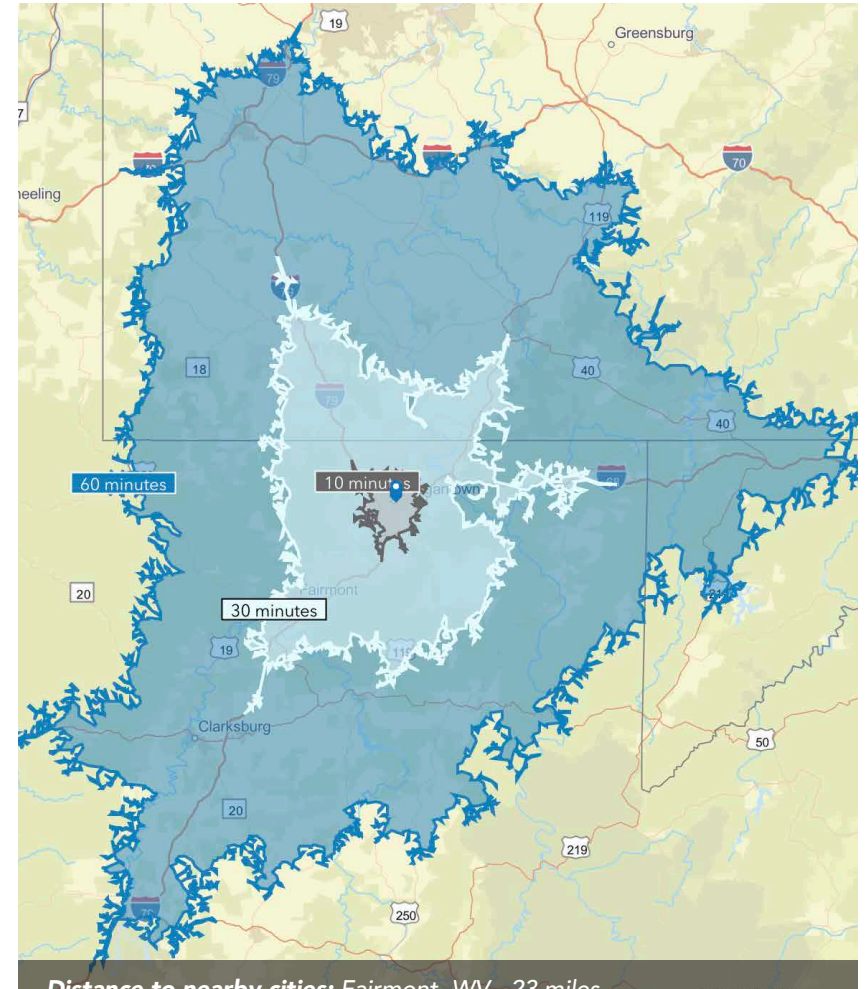 19
Greensburg
79
70
eeling
119
18
40
79
40
60 minutes
10 minutes
68
20
30 minutes
Fairmont
19
119
Clarksburg
50
20
219
250
79
Distance to nearby cities: Fairmont, WV - 23 miles